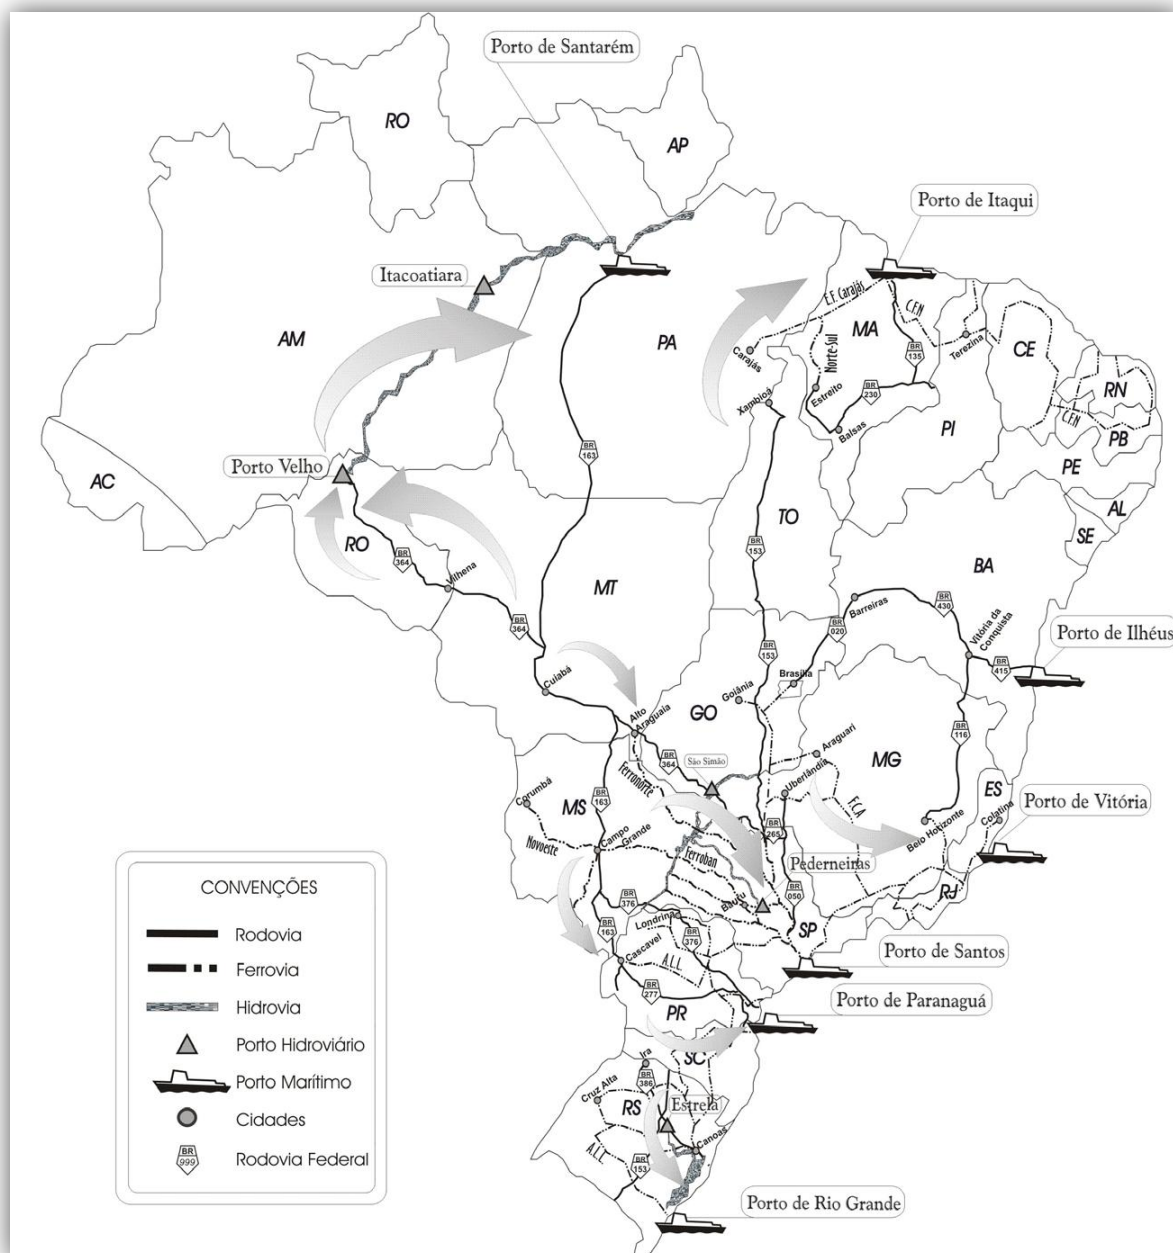 Porto de Santarém
RO
AP
Porto de Itaqui
Itacoatiara
E.F. Carajás
C.F.N
AM
PA
MA
CE
Carajás
Norte-Sul
BR
135
Terezina
RN
Xambioá
Estreito
BR
230
C.F.N
Balsas
PI
PB
BR
163
PE
Porto Velho
AC
AL
TO
SE
RO
BR
364
BR
153
BA
Vilhena
MT
Barreiras
BR
430
BR
364
BR
020
Vitória da
Conquista
Porto de Ilhéus
BR
153
BR
415
Cuiabá
Goiânia
Brasília
Alto
Araguaia
GO
BR
116
BR
364
São Simão
Araguari
MG
Ferronorte
Uberlândia
ES
Corumbá
MS
BR
163
F.C.A
Porto de Vitória
Colatina
Belo Horizonte
Campo
Grande
Novoeste
BR
265
Ferroban
Pederneiras
BR
376
Bauru
BR
050
RJ
BR
163
Londrina
BR
376
SP
Cascavel
A.L.L
Porto de Santos
BR
277
Porto de Paranaguá
PR
SC
Ira
BR
386
Cruz Alta
RS
Estrela
A.L.L
Canoas
BR
153
Porto de Rio Grande
CONVENÇÕES
Rodovia
Ferrovia
Hidrovia
Porto Hidroviário
Porto Marítimo
Cidades
BR
999
Rodovia Federal